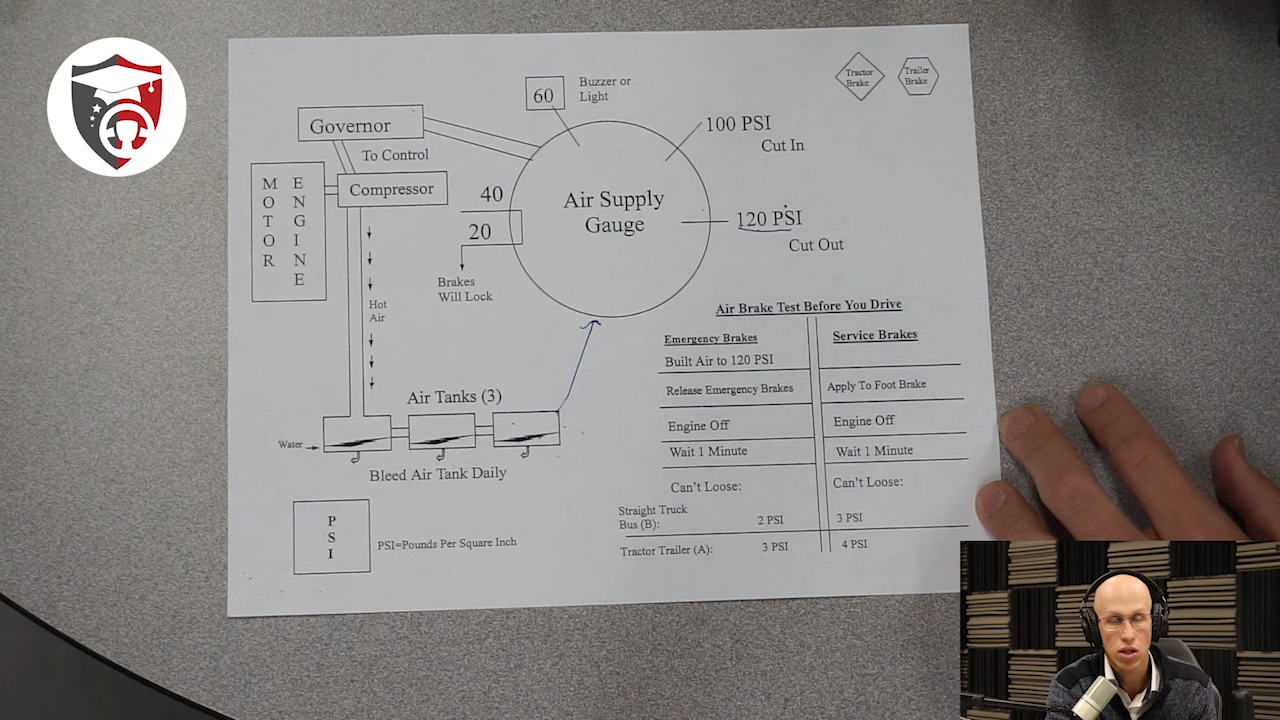 Tractor
Brake
Trailer
Brake
60
Buzzer or
Light
Governor
100 PSI
Cut In
To Control
MOTOR
ENGINE
Compressor
40
20
Air Supply
Gauge
120 PSI
Cut Out
Brakes
Will Lock
Hot
Air
Air Brake Test Before You Drive
Emergency Brakes
Service Brakes
Built Air to 120 PSI
Release Emergency Brakes
Apply To Foot Brake
Engine Off
Engine Off
Wait 1 Minute
Wait 1 Minute
Can't Loose:
Can't Loose:
Straight Truck
Bus (B):
2 PSI
3 PSI
Tractor Trailer (A):
3 PSI
4 PSI
Air Tanks (3)
Water
Bleed Air Tank Daily
PSI
PSI=Pounds Per Square Inch